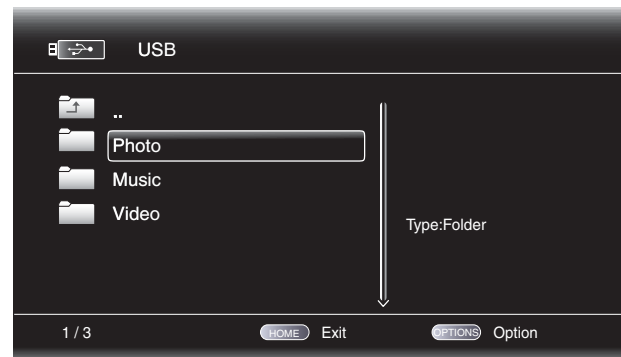 USB
..
Photo
Music
Video
Type:Folder
1 / 3
HOME Exit
OPTIONS Option